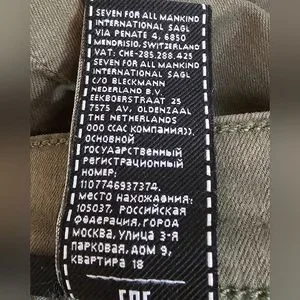 SEVEN FOR ALL MANKIND
INTERNATIONAL SAGL
VIA PENATE 4, 6850
MENDRISIO, SWITZERLAND
VAT: CHE-285.288.425
SEVEN FOR ALL MANKIND
INTERNATIONAL SAGL
C/O BLECKMANN
NEDERLAND B.V.
EEKBOERSTRAAT 25
7575 AV, OLDENZAAL
THE NETHERLANDS
ООО (САС КОМПАНИЯ)),
ОСНОВНОЙ
ГОСУДАРСТВЕННЫЙ
РЕГИСТРАЦИОННЫЙ
НОМЕР:
1107746937374.
МЕСТО НАХОЖДЕНИЯ:
105037, РОССИЙСКАЯ
ФЕДЕРАЦИЯ, ГОРОД
МОСКВА, УЛИЦА 3-Я
ПАРКОВАЯ, ДОМ 9,
КВАРТИРА 18